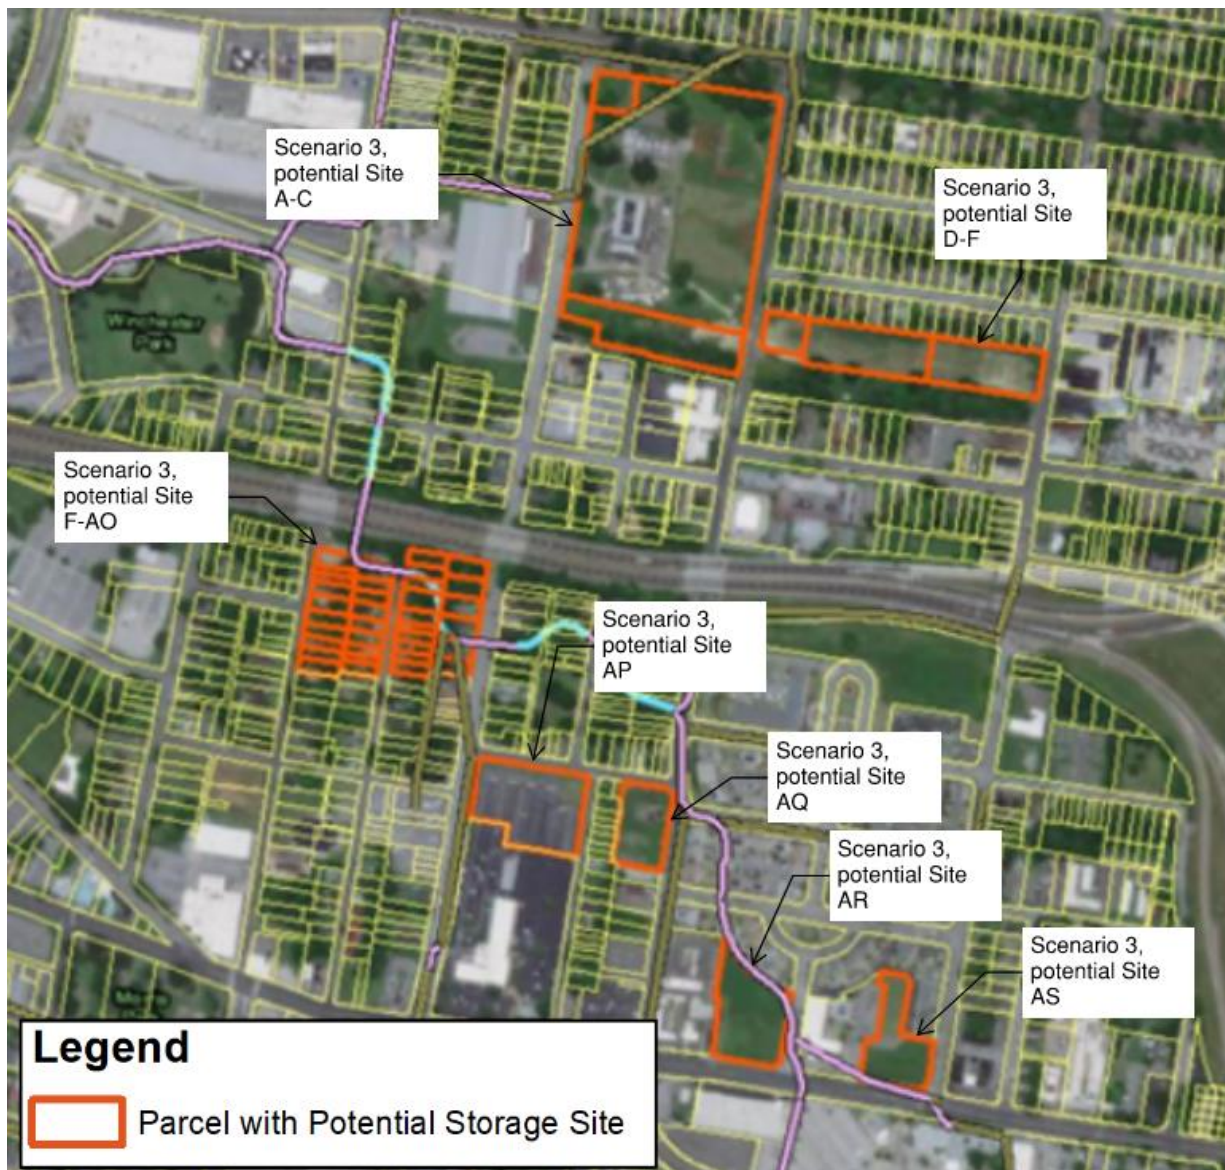 Scenario 3,
potential Site
A-C
Scenario 3,
potential Site
D-F
Winchester
Park
Scenario 3,
potential Site
F-AO
Scenario 3,
potential Site
AP
Scenario 3,
potential Site
AQ
Scenario 3,
potential Site
AR
Scenario 3,
potential Site
AS
Legend
Parcel with Potential Storage Site